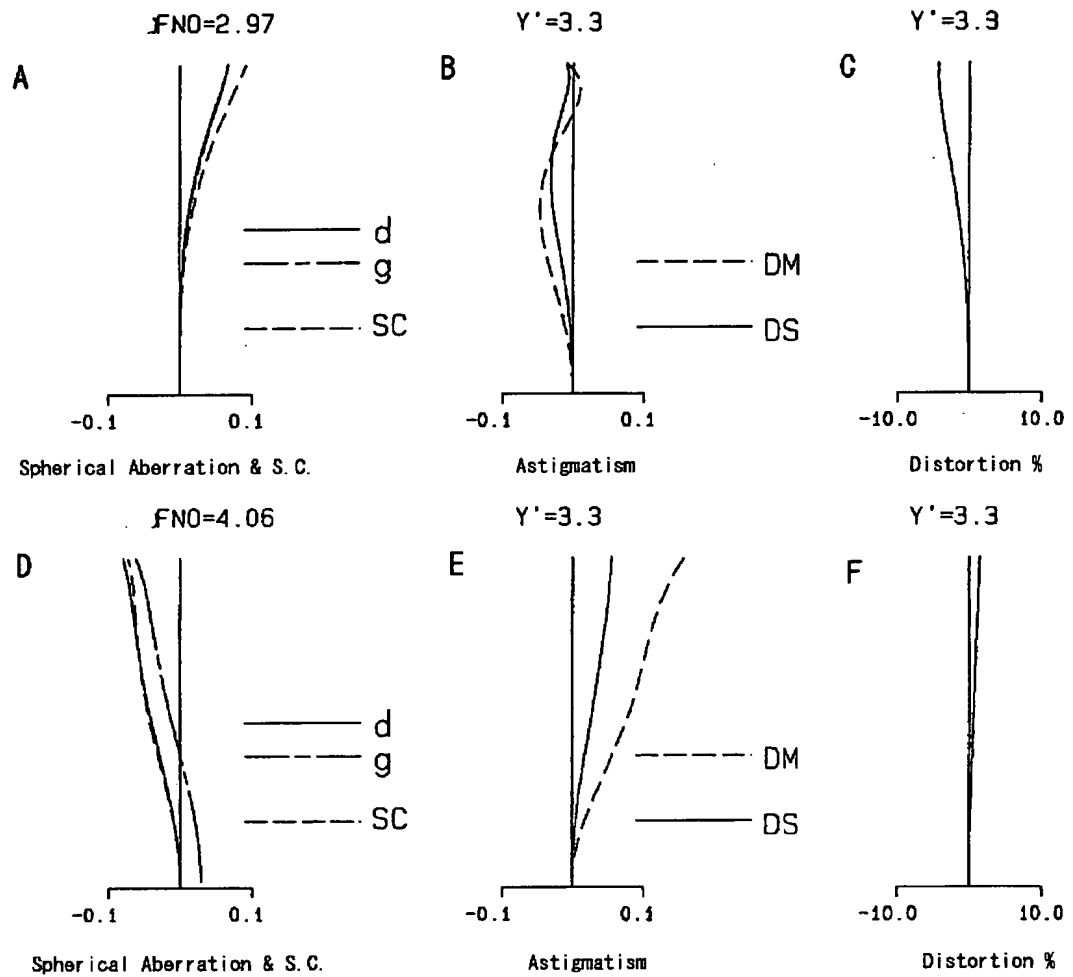 FNO=2.97
Y'=3.3
Y'=3.3
A
B
C
d
g
SC
DM
DS
-0.1
0.1
-0.1
0.1
-10.0
10.0
Spherical Aberration & S.C.
Astigmatism
Distortion %
FNO=4.06
Y'=3.3
Y'=3.3
D
E
F
d
g
SC
DM
DS
-0.1
0.1
-0.1
0.1
-10.0
10.0
Spherical Aberration & S.C.
Astigmatism
Distortion %